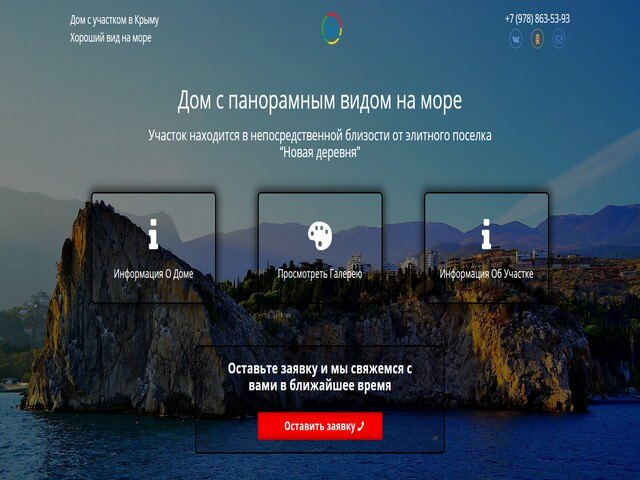 Дом с участком в Крыму
Хороший вид на море
+7 (978) 863-53-93
Дом с панорамным видом на море
Участок находится в непосредственной близости от элитного поселка
“Новая деревня”
Информация О Доме
Просмотреть Галерею
Информация Об Участке
Оставьте заявку и мы свяжемся с
вами в ближайшее время
Оставить заявку